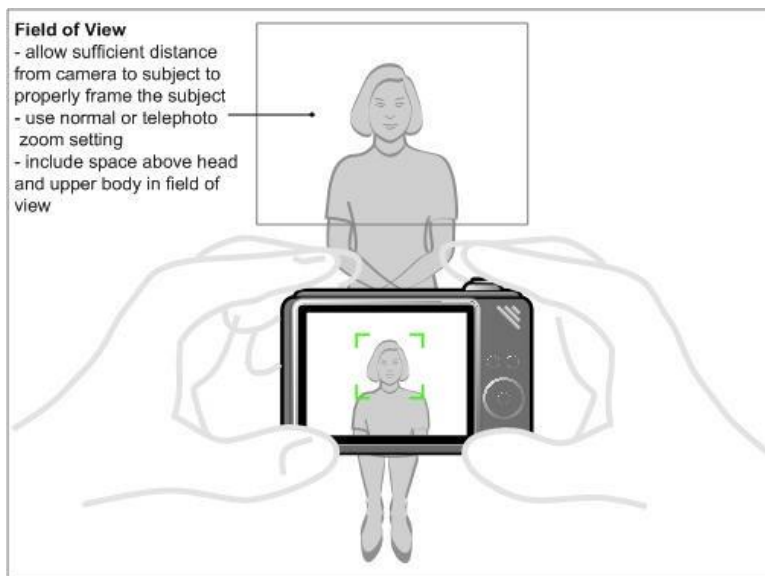 Field of View
- allow sufficient distance
from camera to subject to
properly frame the subject
- use normal or telephoto
zoom setting
- include space above head
and upper body in field of
view